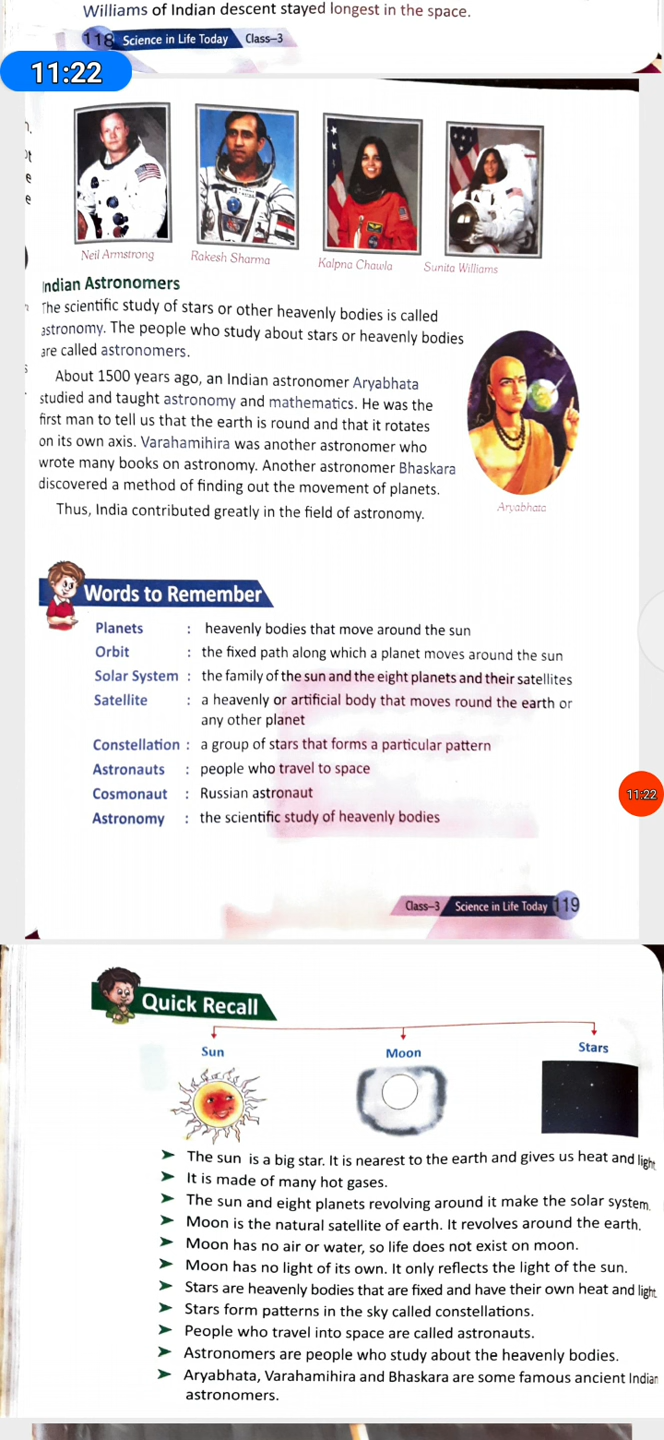 Williams of Indian descent stayed longest in the space.
118 Science in Life Today Class–3
11:22
Neil Armstrong Rakesh Sharma Kalpna Chawla Sunita Williams
Indian Astronomers
The scientific study of stars or other heavenly bodies is called
astronomy. The people who study about stars or heavenly bodies
are called astronomers.
About 1500 years ago, an Indian astronomer Aryabhata
studied and taught astronomy and mathematics. He was the
first man to tell us that the earth is round and that it rotates
on its own axis. Varahamihira was another astronomer who
wrote many books on astronomy. Another astronomer Bhaskara
discovered a method of finding out the movement of planets.
Thus, India contributed greatly in the field of astronomy.
Aryabhata
Words to Remember
Planets : heavenly bodies that move around the sun
Orbit : the fixed path along which a planet moves around the sun
Solar System : the family of the sun and the eight planets and their satellites
Satellite : a heavenly or artificial body that moves round the earth or
any other planet
Constellation : a group of stars that forms a particular pattern
Astronauts : people who travel to space
Cosmonaut : Russian astronaut
11:22
Astronomy : the scientific study of heavenly bodies
Class–3 Science in Life Today 119
Quick Recall
Sun Moon Stars
➤ The sun is a big star. It is nearest to the earth and gives us heat and light
➤ It is made of many hot gases.
➤ The sun and eight planets revolving around it make the solar system.
➤ Moon is the natural satellite of earth. It revolves around the earth.
➤ Moon has no air or water, so life does not exist on moon.
➤ Moon has no light of its own. It only reflects the light of the sun.
➤ Stars are heavenly bodies that are fixed and have their own heat and light.
➤ Stars form patterns in the sky called constellations.
➤ People who travel into space are called astronauts.
➤ Astronomers are people who study about the heavenly bodies.
➤ Aryabhata, Varahamihira and Bhaskara are some famous ancient Indian
astronomers.